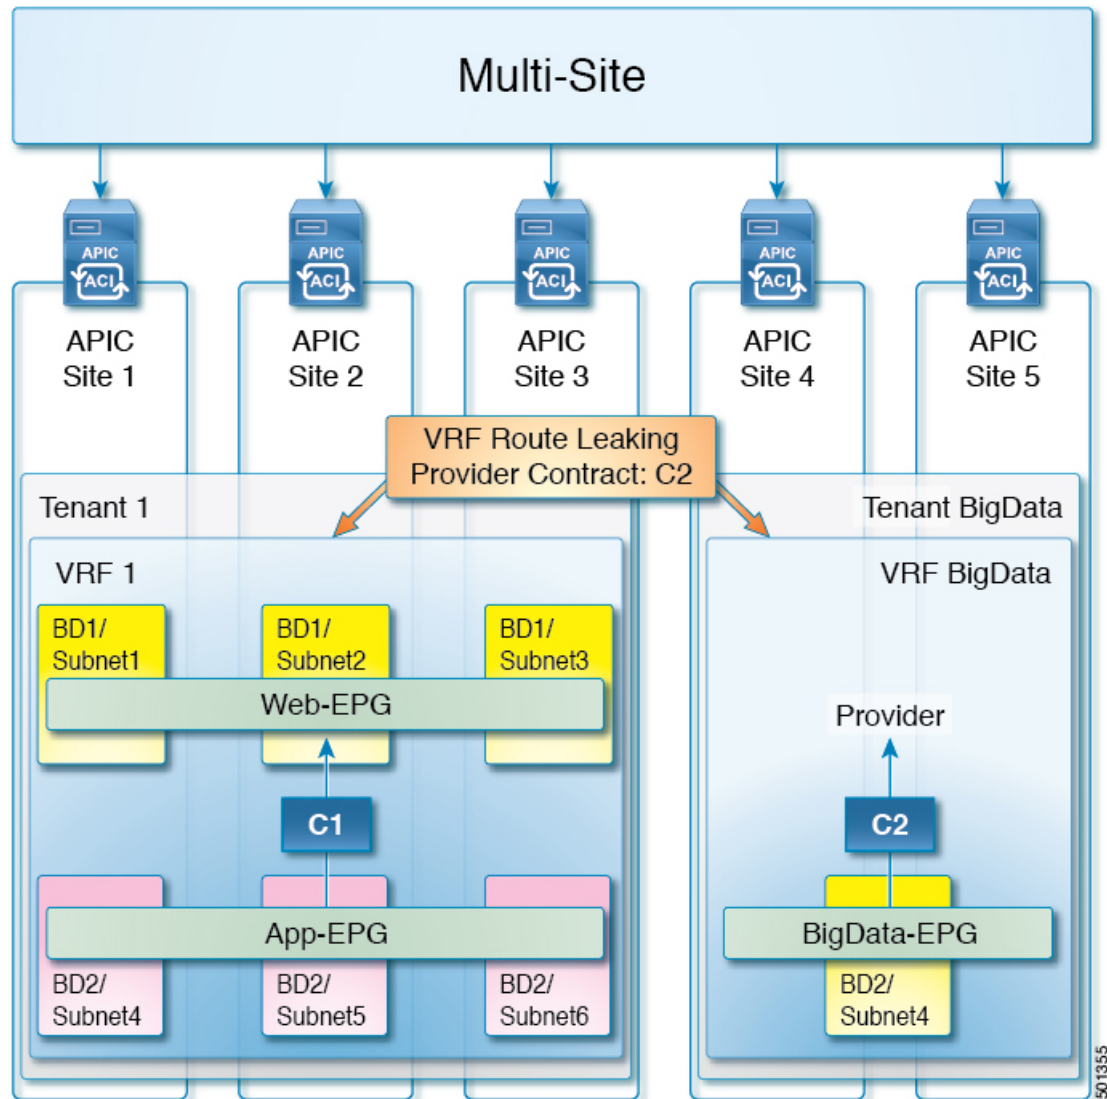 Multi-Site
APIC
ACI
APIC
ACI
APIC
ACI
APIC
ACI
APIC
ACI
APIC
Site 1
APIC
Site 2
APIC
Site 3
APIC
Site 4
APIC
Site 5
VRF Route Leaking
Provider Contract: C2
Tenant 1
Tenant BigData
VRF 1
VRF BigData
BD1/
Subnet1
BD1/
Subnet2
BD1/
Subnet3
Web-EPG
Provider
C1
C2
App-EPG
BigData-EPG
BD2/
Subnet4
BD2/
Subnet5
BD2/
Subnet6
BD2/
Subnet4
501355